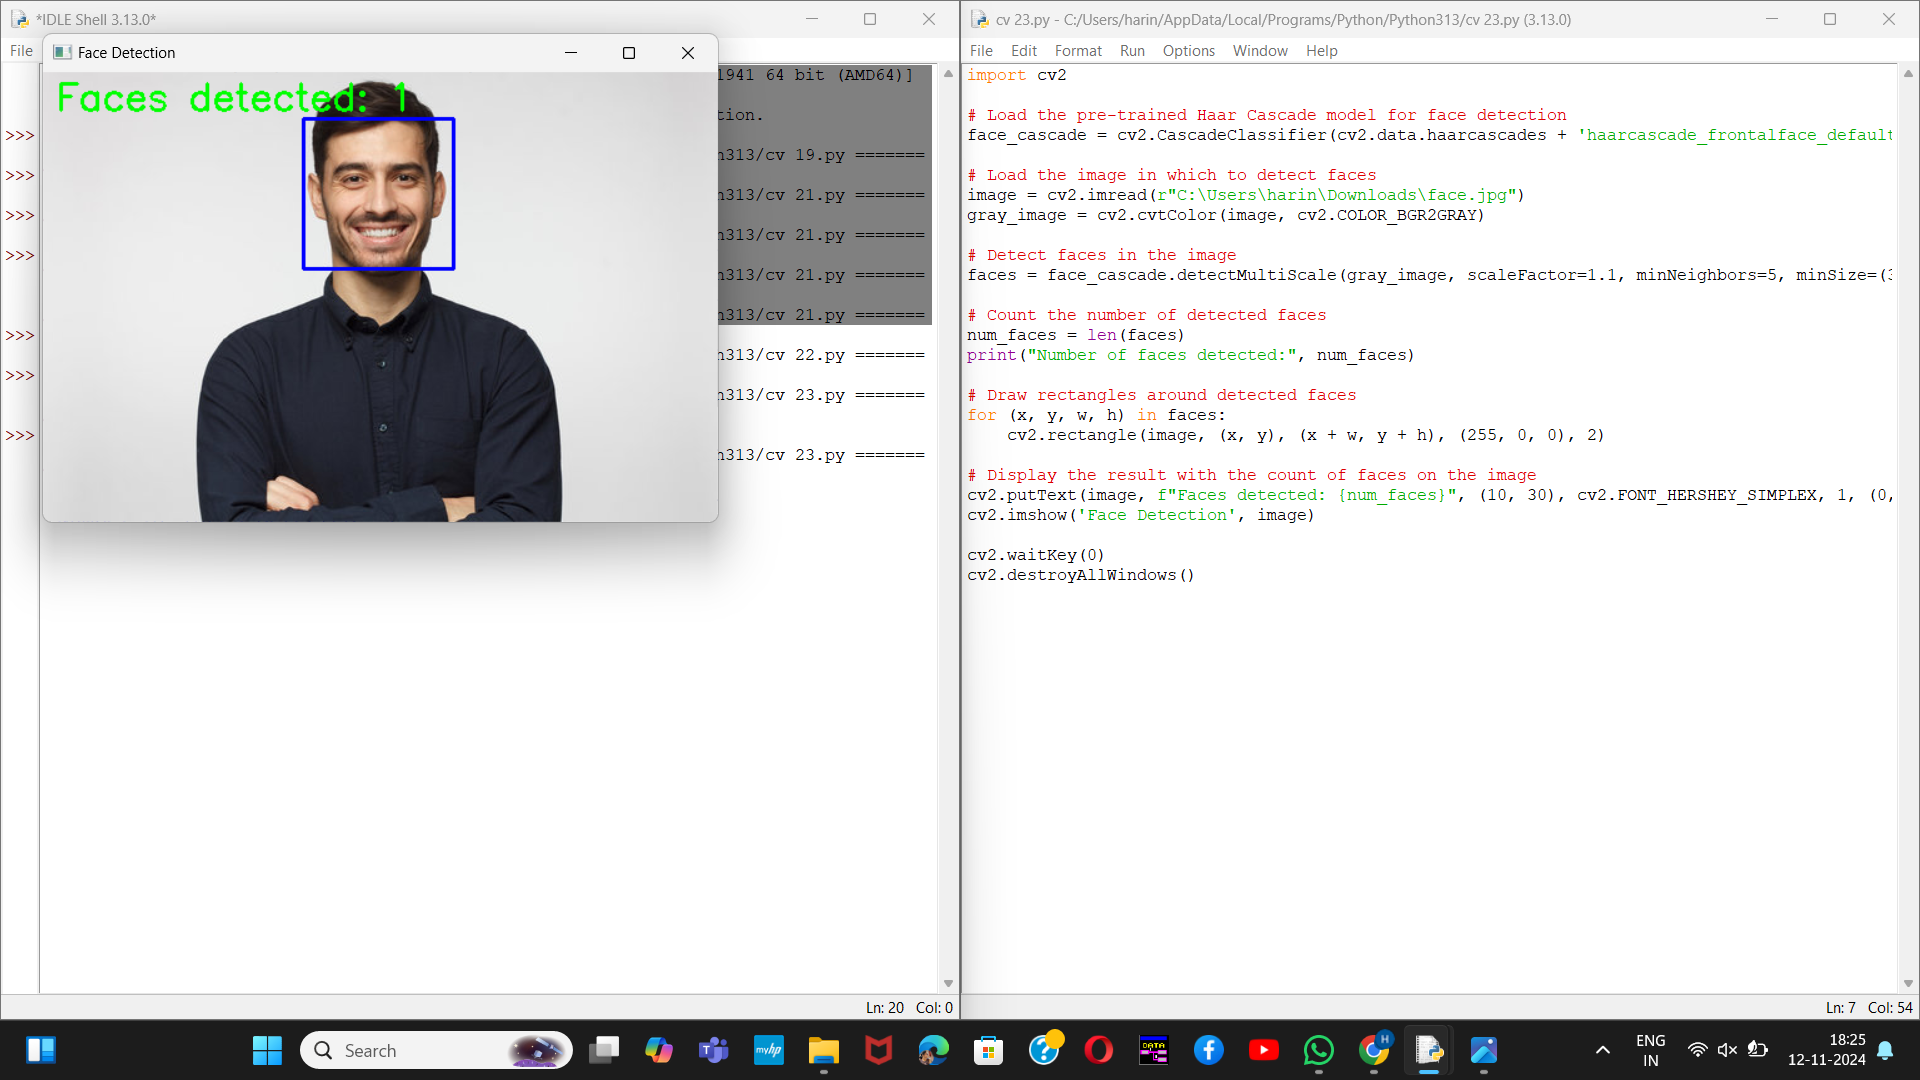 *IDLE Shell 3.13.0*
File
Face Detection
Faces detected: 1
1941 64 bit (AMD64)]
tion.
>>>
n313/cv 19.py =======
>>>
n313/cv 21.py =======
>>>
n313/cv 21.py =======
>>>
n313/cv 21.py =======
n313/cv 21.py =======
>>>
n313/cv 22.py =======
>>>
n313/cv 23.py =======
>>>
n313/cv 23.py =======
Ln: 20 Col: 0
cv 23.py - C:/Users/harin/AppData/Local/Programs/Python/Python313/cv 23.py (3.13.0)
File Edit Format Run Options Window Help
import cv2
# Load the pre-trained Haar Cascade model for face detection
face_cascade = cv2.CascadeClassifier(cv2.data.haarcascades + 'haarcascade_frontalface_default
# Load the image in which to detect faces
image = cv2.imread(r"C:\Users\harin\Downloads\face.jpg")
gray_image = cv2.cvtColor(image, cv2.COLOR_BGR2GRAY)
# Detect faces in the image
faces = face_cascade.detectMultiScale(gray_image, scaleFactor=1.1, minNeighbors=5, minSize=(3
# Count the number of detected faces
num_faces = len(faces)
print("Number of faces detected:", num_faces)
# Draw rectangles around detected faces
for (x, y, w, h) in faces:
    cv2.rectangle(image, (x, y), (x + w, y + h), (255, 0, 0), 2)
# Display the result with the count of faces on the image
cv2.putText(image, f"Faces detected: {num_faces}", (10, 30), cv2.FONT_HERSHEY_SIMPLEX, 1, (0,
cv2.imshow('Face Detection', image)
cv2.waitKey(0)
cv2.destroyAllWindows()
Ln: 7 Col: 54
Search
myhp
DATA
H
ENG
IN
18:25
12-11-2024